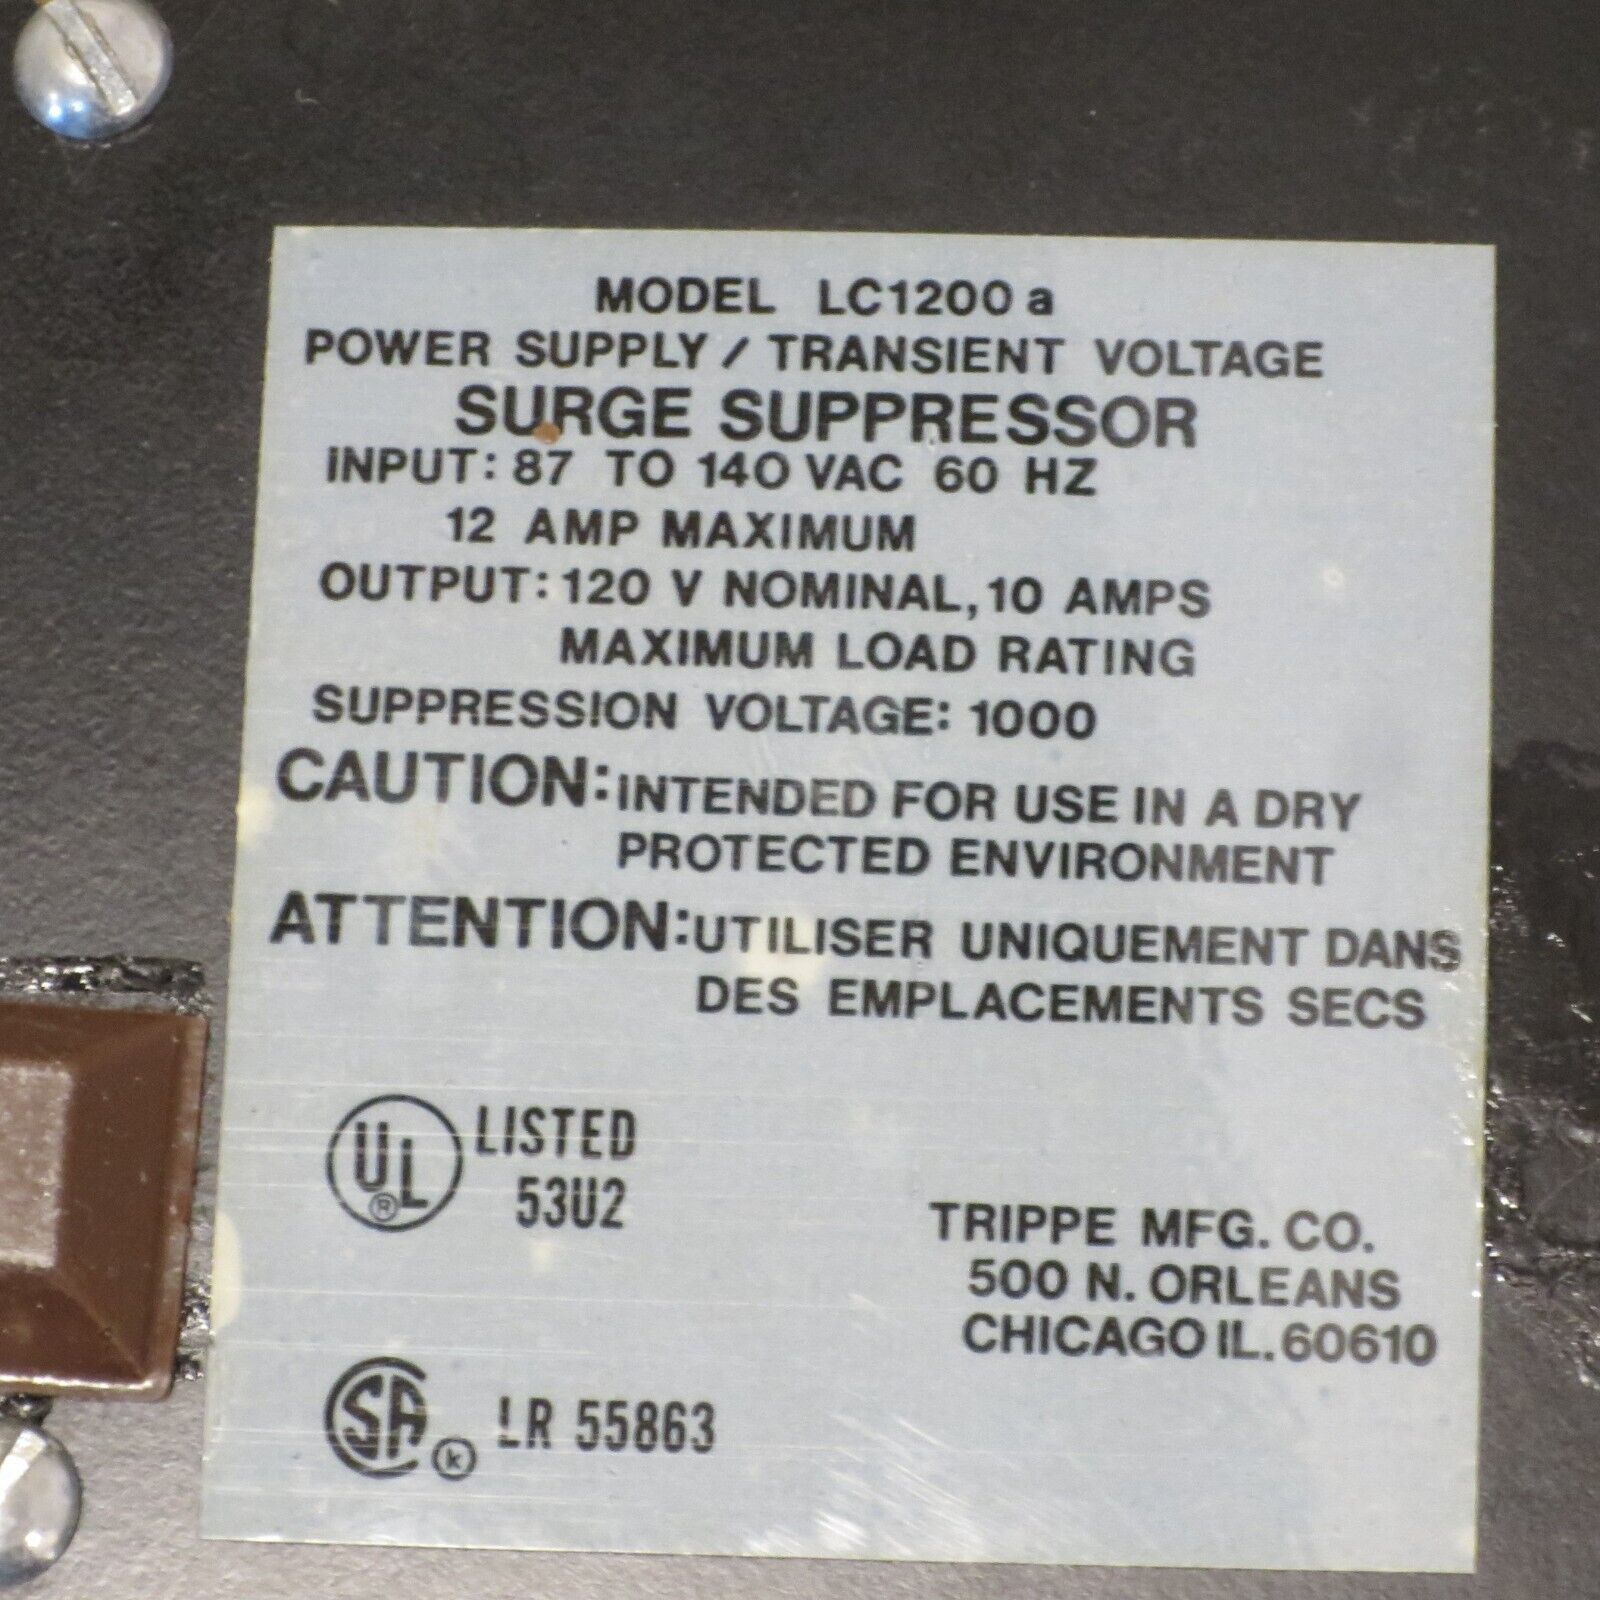 MODEL LC1200 a
POWER SUPPLY / TRANSIENT VOLTAGE
SURGE SUPPRESSOR
INPUT: 87 TO 140 VAC 60 HZ
12 AMP MAXIMUM
OUTPUT: 120 V NOMINAL, 10 AMPS
MAXIMUM LOAD RATING
SUPPRESSION VOLTAGE: 1000
CAUTION: INTENDED FOR USE IN A DRY
PROTECTED ENVIRONMENT
ATTENTION: UTILISER UNIQUEMENT DANS
DES EMPLACEMENTS SECS
UL ® LISTED
53U2
TRIPPE MFG. CO.
500 N. ORLEANS
CHICAGO IL. 60610
SA k LR 55863